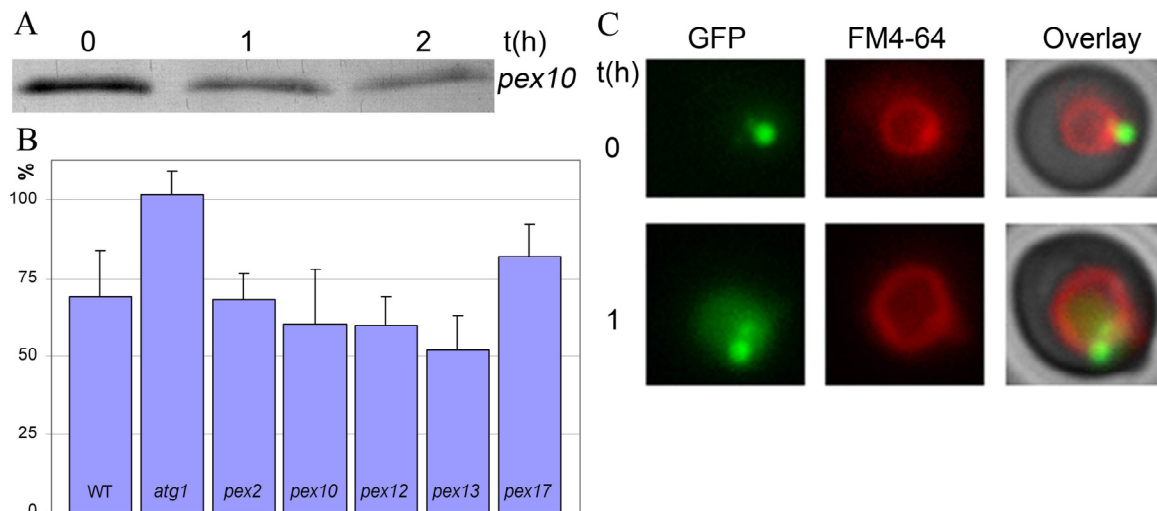 A
0 1 2 t(h)
pex10
B
%
100
75
50
25
0
WT atg1 pex2 pex10 pex12 pex13 pex17
C
GFP FM4-64 Overlay
t(h)
0
1